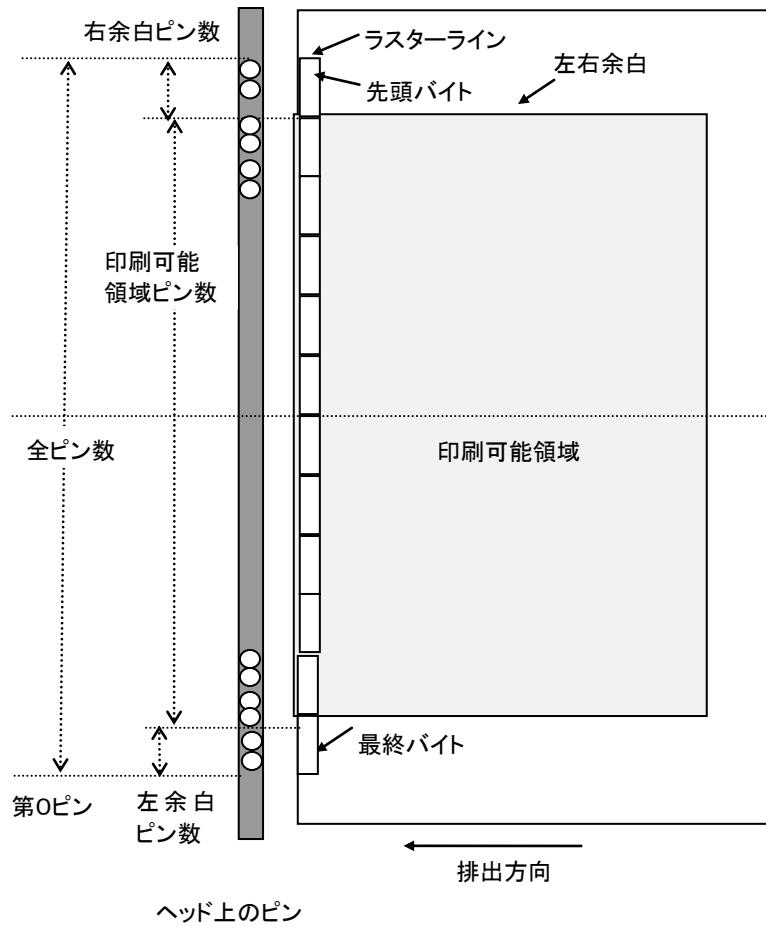 右余白ピン数
ラスターライン
先頭バイト
左右余白
印刷可能
領域ピン数
全ピン数
印刷可能領域
最終バイト
第0ピン
左 余 白
ピン数
排出方向
ヘッド上のピン